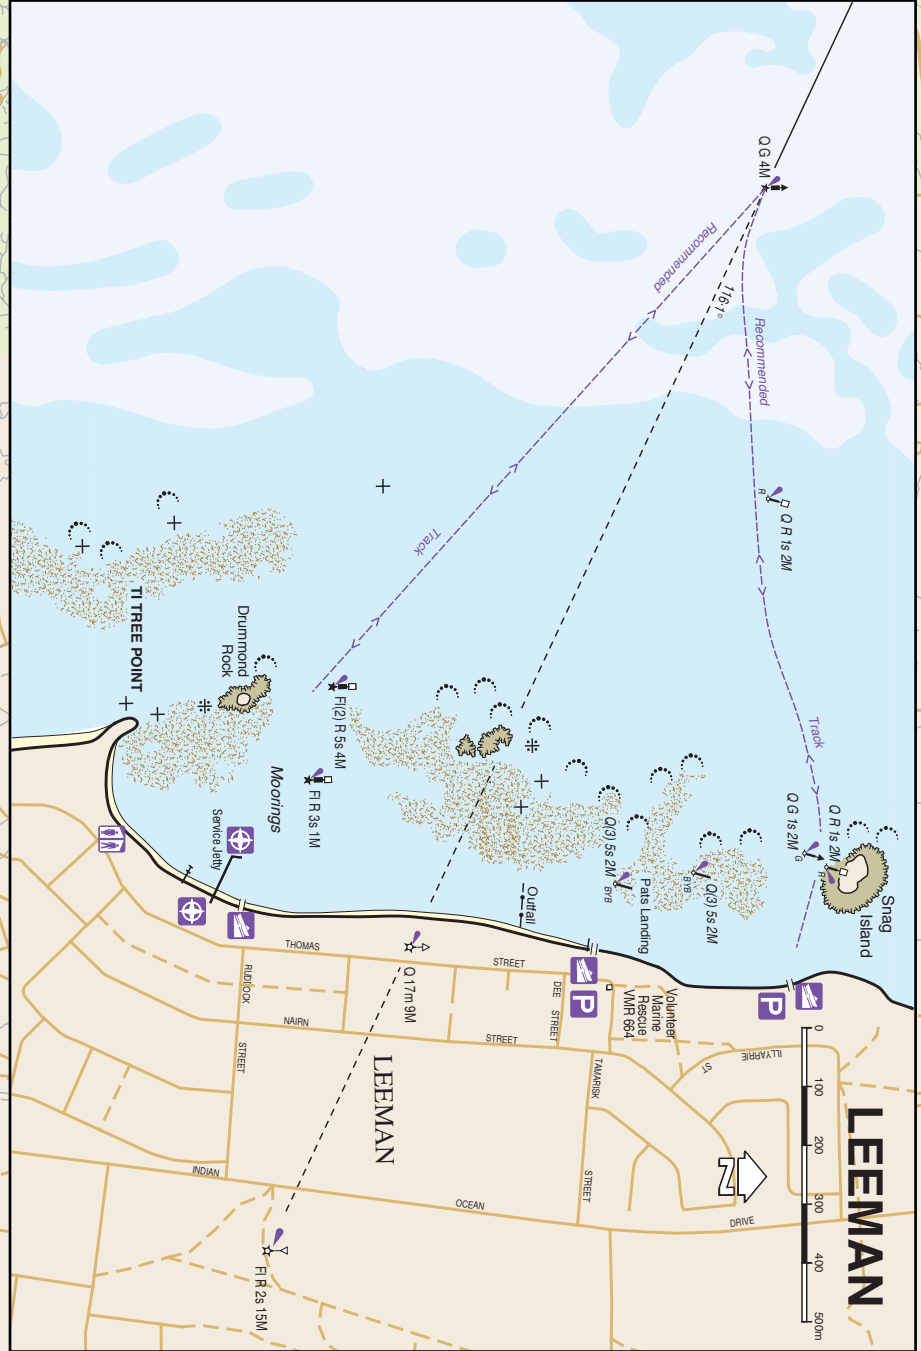 LEEMAN
0 100 200 300 400 500m
N
Q G 4M
116·1°
Recommended
Track
Recommended
Track
Q R 1s 2M
R
Q R 1s 2M
R
Q G 1s 2M
G
Snag
Island
Q(3) 5s 2M
BYB
Pats Landing
Q(3) 5s 2M
BYB
Volunteer
Marine
Rescue
VMR 664
P
P
Outfall
Fl(2) R 5s 4M
Fl R 3s 1M
Moorings
Drummond
Rock
TI TREE POINT
Service Jetty
Q 17m 9M
LEEMAN
Fl R 2s 15M
ILLYARRIE
ST
TAMARISK
STREET
DEE
STREET
THOMAS
STREET
NAIRN
STREET
RUDDOCK
STREET
INDIAN
OCEAN
DRIVE